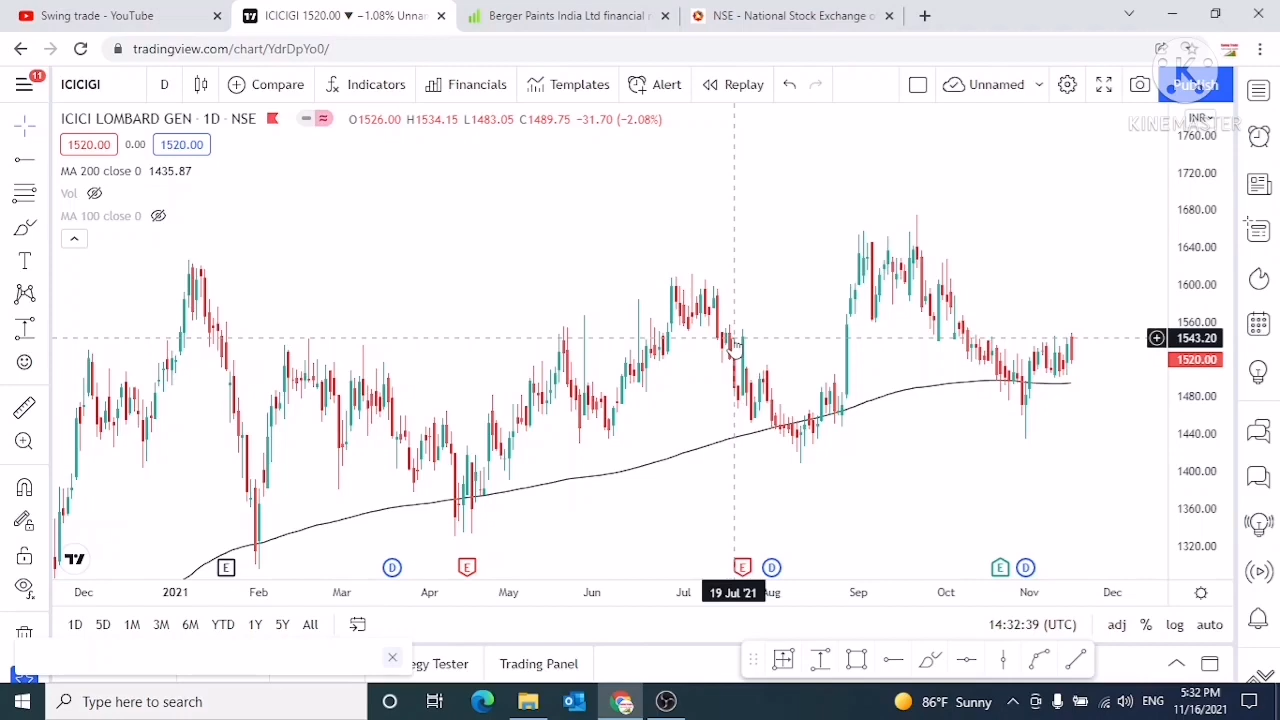 Swing trad - YouTube
ICICIGI 1520.00 ▼ −1.08% Unnar
Berger Paints India Ltd financial r
NSE - National Stock Exchange o
tradingview.com/chart/YdrDpYo0/
11
ICICIGI
D
Compare
Indicators
Financials
Templates
Alert
Replay
Unnamed
Publish
KINEMASTER
ICICI LOMBARD GEN · 1D · NSE
O1526.00 H1534.15 L1483.05 C1489.75 −31.70 (−2.08%)
INR
1520.00 0.00 1520.00
MA 200 close 0 1435.87
Vol
MA 100 close 0
1760.00
1720.00
1680.00
1640.00
1600.00
1560.00
1543.20
1520.00
1480.00
1440.00
1400.00
1360.00
1320.00
E D E E D E D
Dec 2021 Feb Mar Apr May Jun Jul 19 Jul '21 Aug Sep Oct Nov Dec
1D 5D 1M 3M 6M YTD 1Y 5Y All
14:32:39 (UTC) adj % log auto
egy Tester
Trading Panel
Type here to search
86°F Sunny
ENG
5:32 PM
11/16/2021